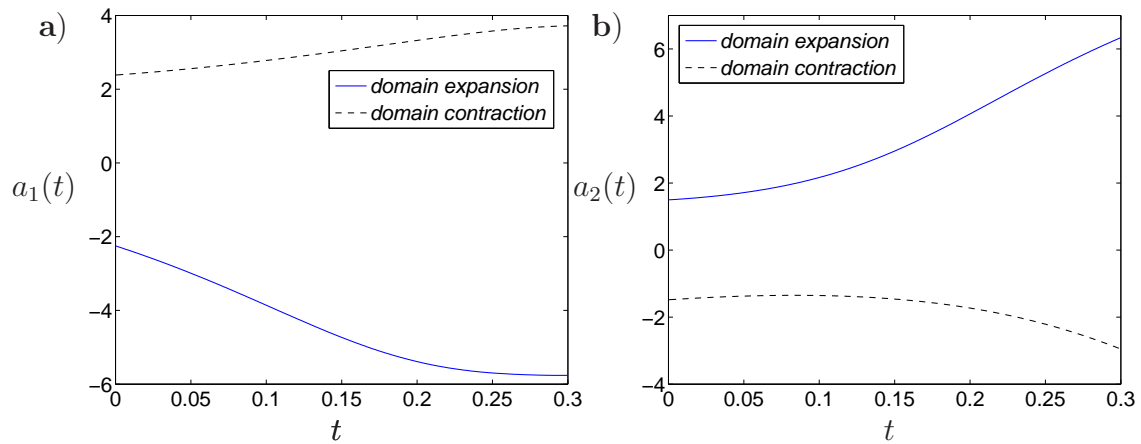 a)
4
2
0
−2
−4
−6
a₁(t)
domain expansion
domain contraction
0 0.05 0.1 0.15 0.2 0.25 0.3
t
b)
6
4
2
0
−2
−4
a₂(t)
domain expansion
domain contraction
0 0.05 0.1 0.15 0.2 0.25 0.3
t